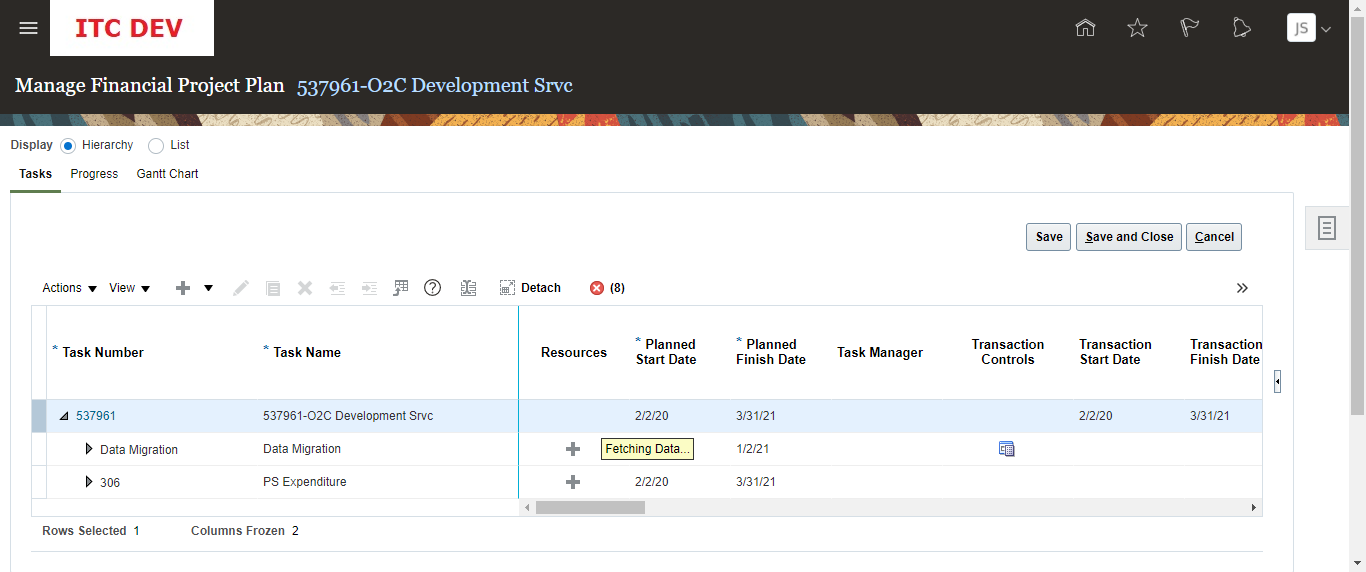 ITC DEV
JS
Manage Financial Project Plan 537961-O2C Development Srvc
Display Hierarchy List
Tasks Progress Gantt Chart
Save Save and Close Cancel
Actions View Detach (8)
* Task Number * Task Name Resources * Planned Start Date * Planned Finish Date Task Manager Transaction Controls Transaction Start Date Transaction Finish Date
537961 537961-O2C Development Srvc 2/2/20 3/31/21 2/2/20 3/31/21
Data Migration Data Migration Fetching Data... 1/2/21
306 PS Expenditure 2/2/20 3/31/21
Rows Selected 1 Columns Frozen 2